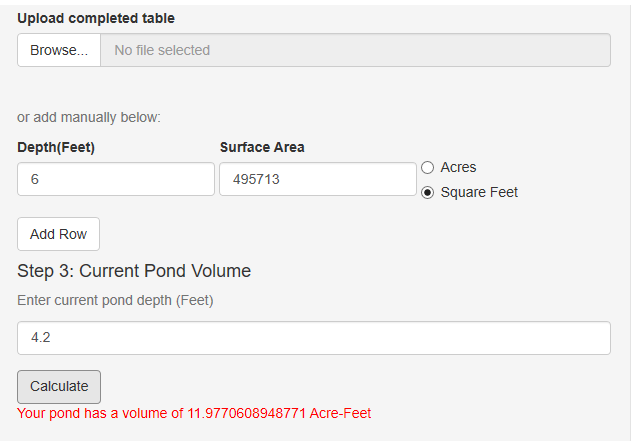 Upload completed table
Browse... No file selected
or add manually below:
Depth(Feet) Surface Area
6 495713
Acres
Square Feet
Add Row
Step 3: Current Pond Volume
Enter current pond depth (Feet)
4.2
Calculate
Your pond has a volume of 11.9770608948771 Acre-Feet